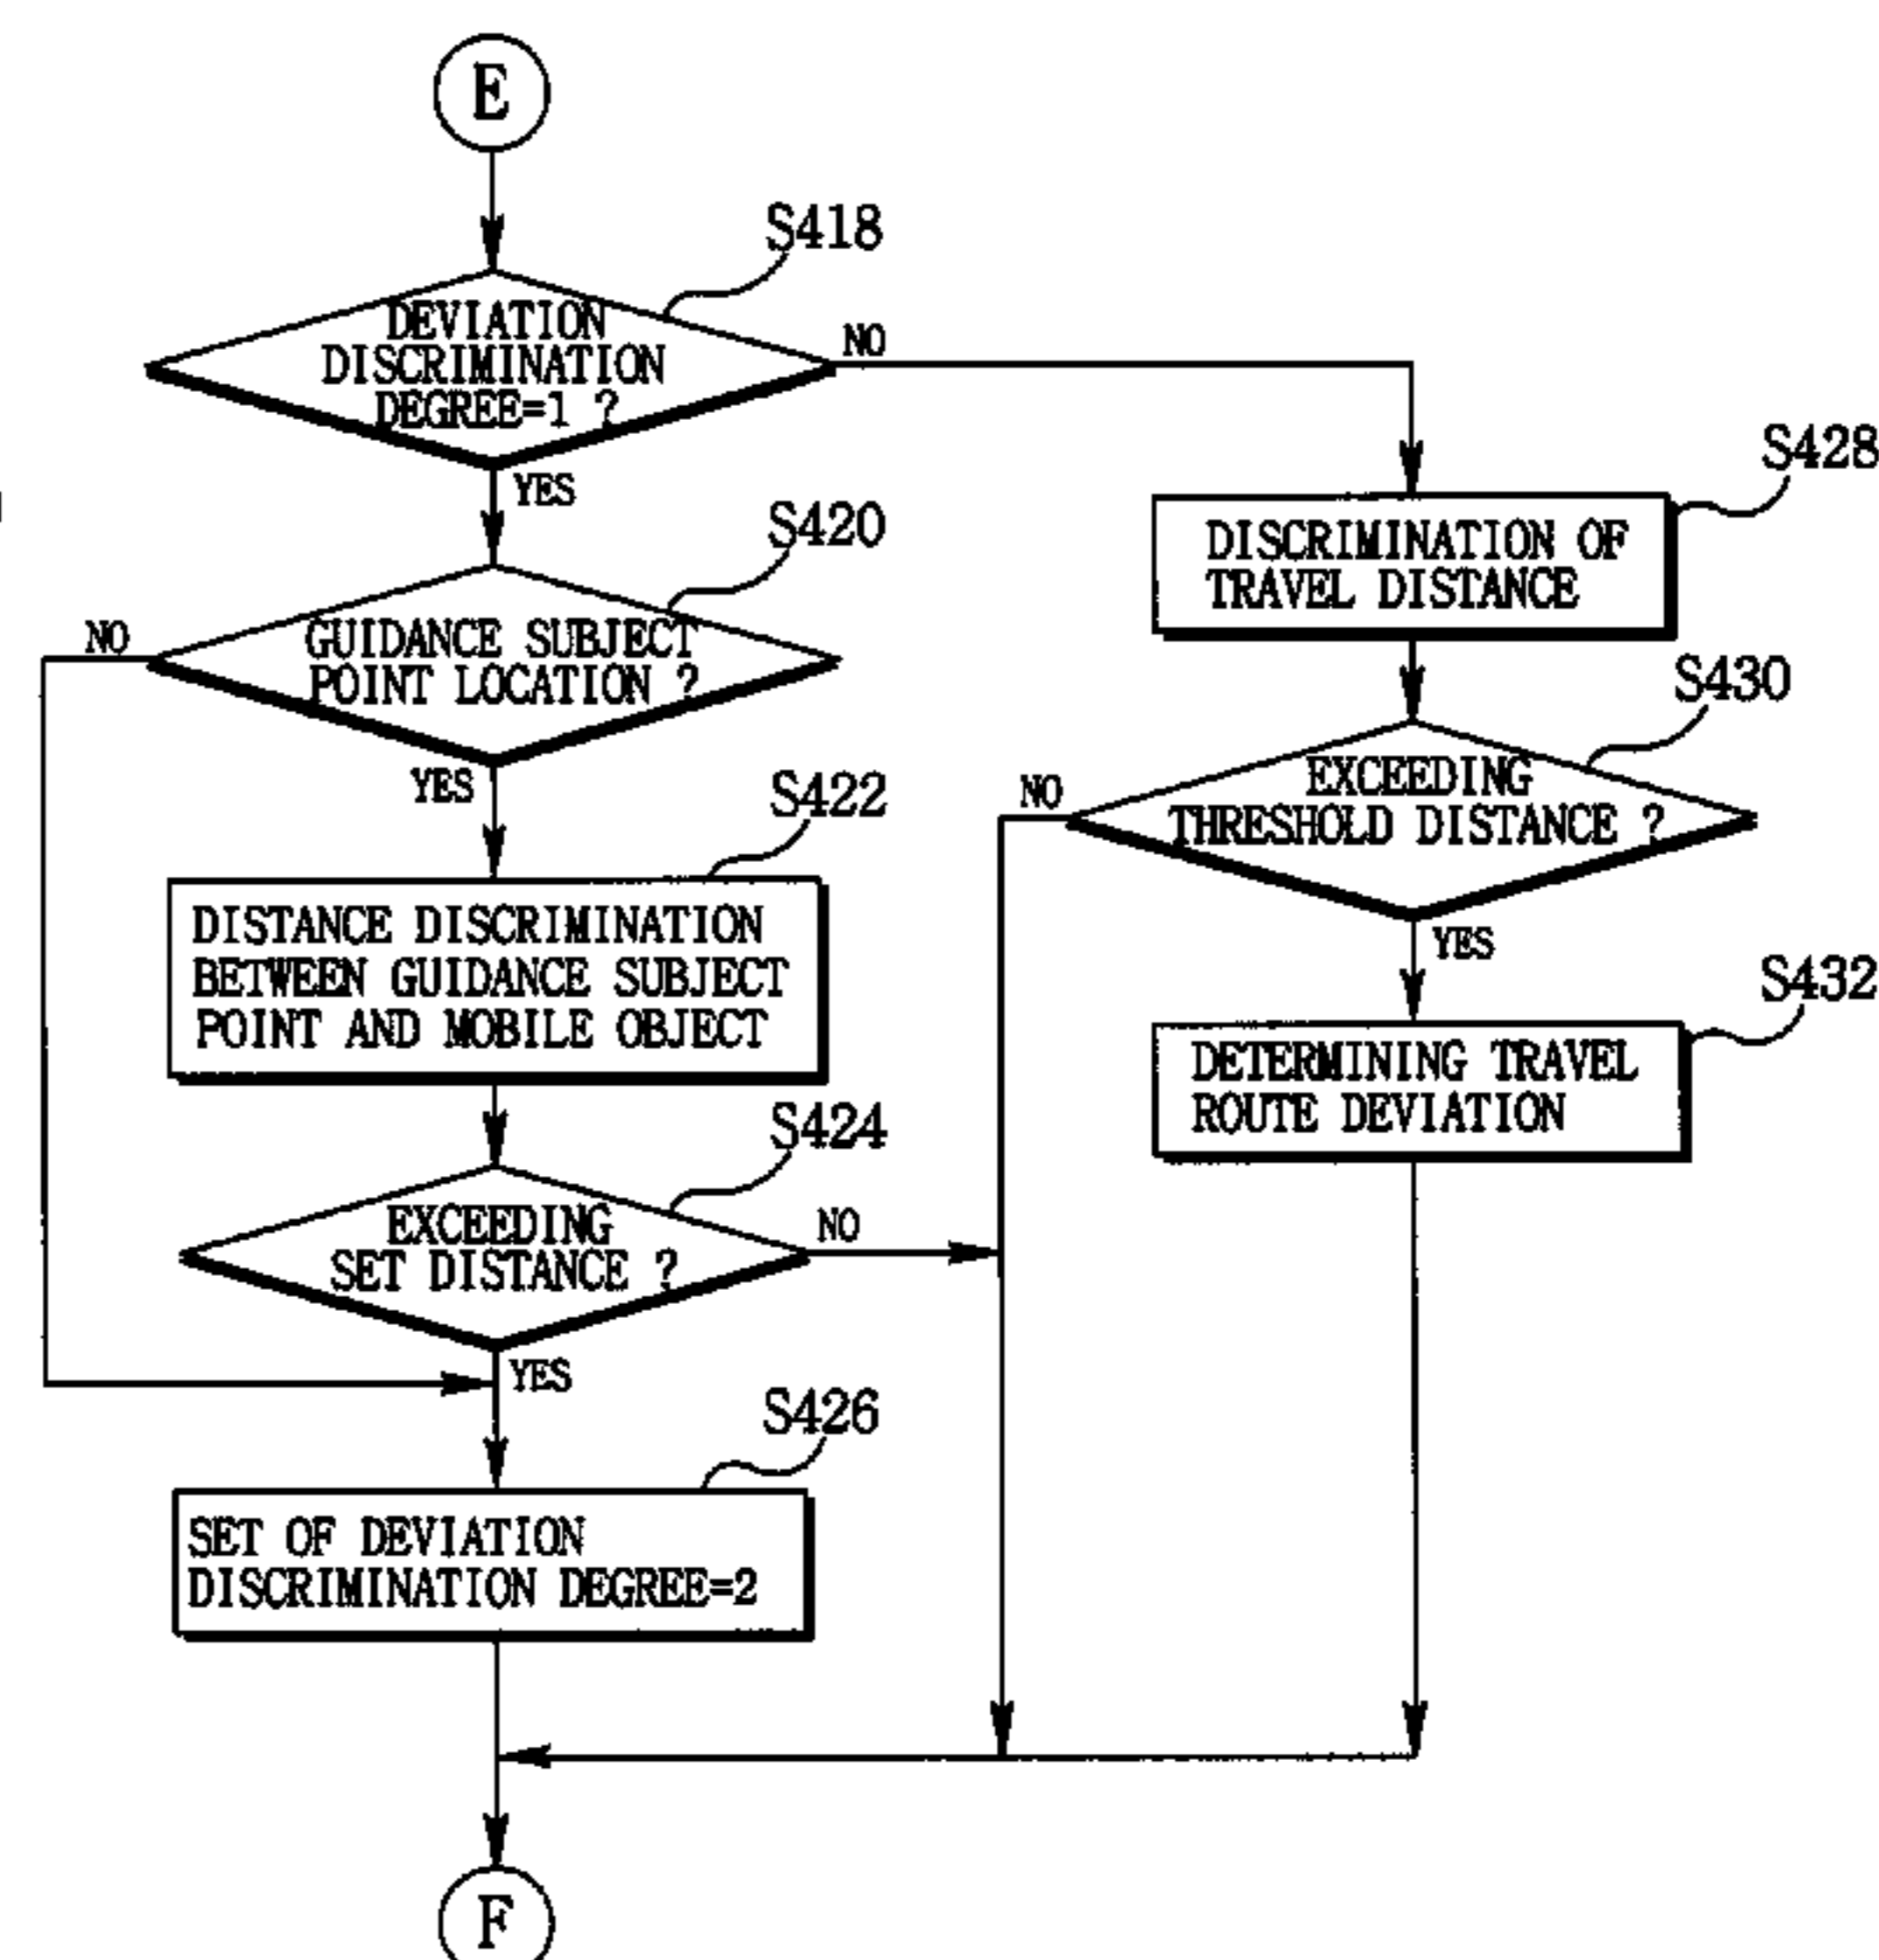 E
S418
DEVIATION
DISCRIMINATION
DEGREE=1 ?
NO
YES
S420
GUIDANCE SUBJECT
POINT LOCATION ?
NO
YES
S422
DISTANCE DISCRIMINATION
BETWEEN GUIDANCE SUBJECT
POINT AND MOBILE OBJECT
S424
EXCEEDING
SET DISTANCE ?
NO
YES
S426
SET OF DEVIATION
DISCRIMINATION DEGREE=2
S428
DISCRIMINATION OF
TRAVEL DISTANCE
S430
EXCEEDING
THRESHOLD DISTANCE ?
NO
YES
S432
DETERMINING TRAVEL
ROUTE DEVIATION
F